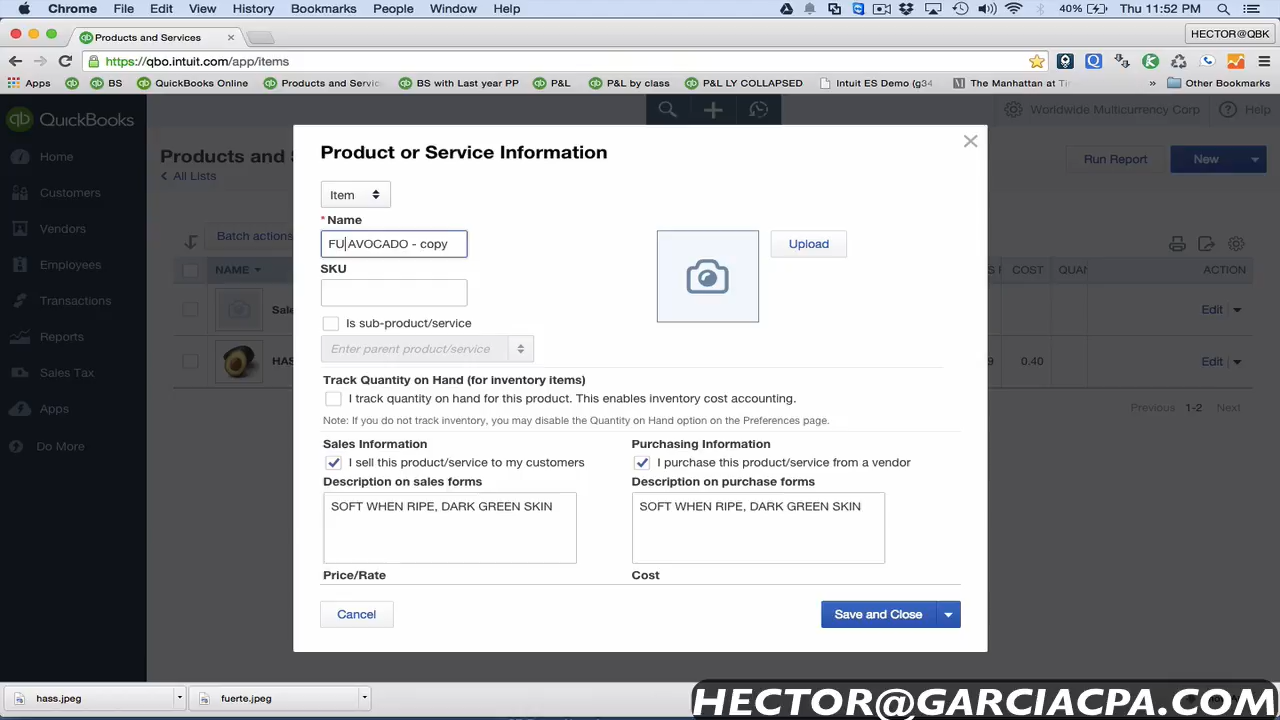 Chrome File Edit View History Bookmarks People Window Help 40% Thu 11:52 PM
Products and Services HECTOR@QBK
https://qbo.intuit.com/app/items
Apps BS QuickBooks Online Products and Servic BS with Last year PP P&L P&L by class P&L LY COLLAPSED Intuit ES Demo (g34 The Manhattan at Tin » Other Bookmarks
qb QuickBooks Worldwide Multicurrency Corp ? Help
Home
Customers
Vendors
Employees
Transactions
Reports
Sales Tax
Apps
Do More
Products and S
All Lists
Run Report New
Batch actions
NAME COST QUAN ACTION
Sale Edit
HAS 9 0.40 Edit
Previous 1-2 Next
Product or Service Information
Item
* Name
FU AVOCADO - copy Upload
SKU
Is sub-product/service
Enter parent product/service
Track Quantity on Hand (for inventory items)
I track quantity on hand for this product. This enables inventory cost accounting.
Note: If you do not track inventory, you may disable the Quantity on Hand option on the Preferences page.
Sales Information Purchasing Information
I sell this product/service to my customers I purchase this product/service from a vendor
Description on sales forms Description on purchase forms
SOFT WHEN RIPE, DARK GREEN SKIN SOFT WHEN RIPE, DARK GREEN SKIN
Price/Rate Cost
Cancel Save and Close
hass.jpeg fuerte.jpeg
HECTOR@GARCIACPA.COM